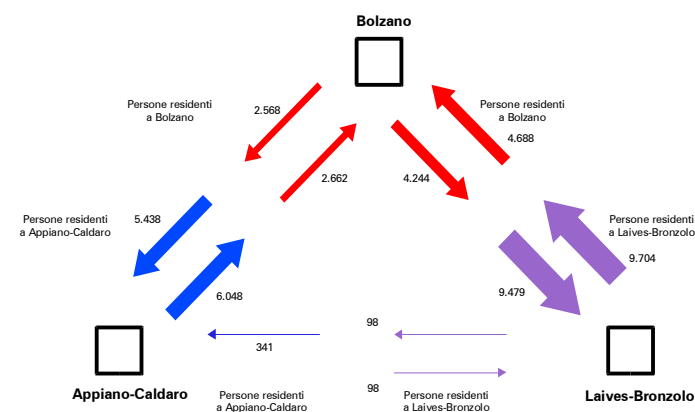 Bolzano
Persone residenti
a Bolzano
2.568
Persone residenti
a Bolzano
4.688
2.662
4.244
Persone residenti
a Appiano-Caldaro
5.438
Persone residenti
a Laives-Bronzolo
9.704
6.048
9.479
98
341
98
Appiano-Caldaro
Persone residenti
a Appiano-Caldaro
Persone residenti
a Laives-Bronzolo
Laives-Bronzolo